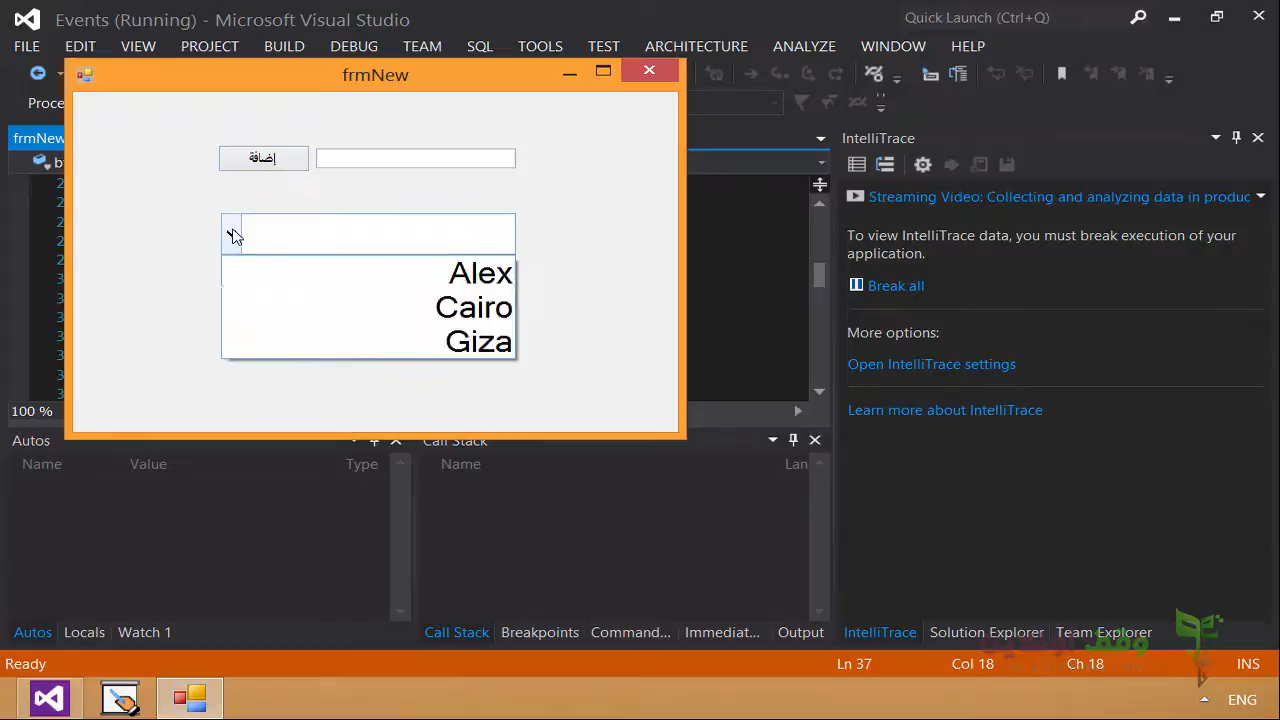 Events (Running) - Microsoft Visual Studio
Quick Launch (Ctrl+Q)
FILE EDIT VIEW PROJECT BUILD DEBUG TEAM SQL TOOLS TEST ARCHITECTURE ANALYZE WINDOW HELP
frmNew
Proce
frmNew
IntelliTrace
إضافة
Alex
Cairo
Giza
Streaming Video: Collecting and analyzing data in produc
To view IntelliTrace data, you must break execution of your
application.
Break all
More options:
Open IntelliTrace settings
Learn more about IntelliTrace
100 %
Autos
Call Stack
Name Value Type
Name Lan
Autos Locals Watch 1
Call Stack Breakpoints Command... Immediat... Output
IntelliTrace Solution Explorer Team Explorer
Ready
Ln 37 Col 18 Ch 18 INS
ENG